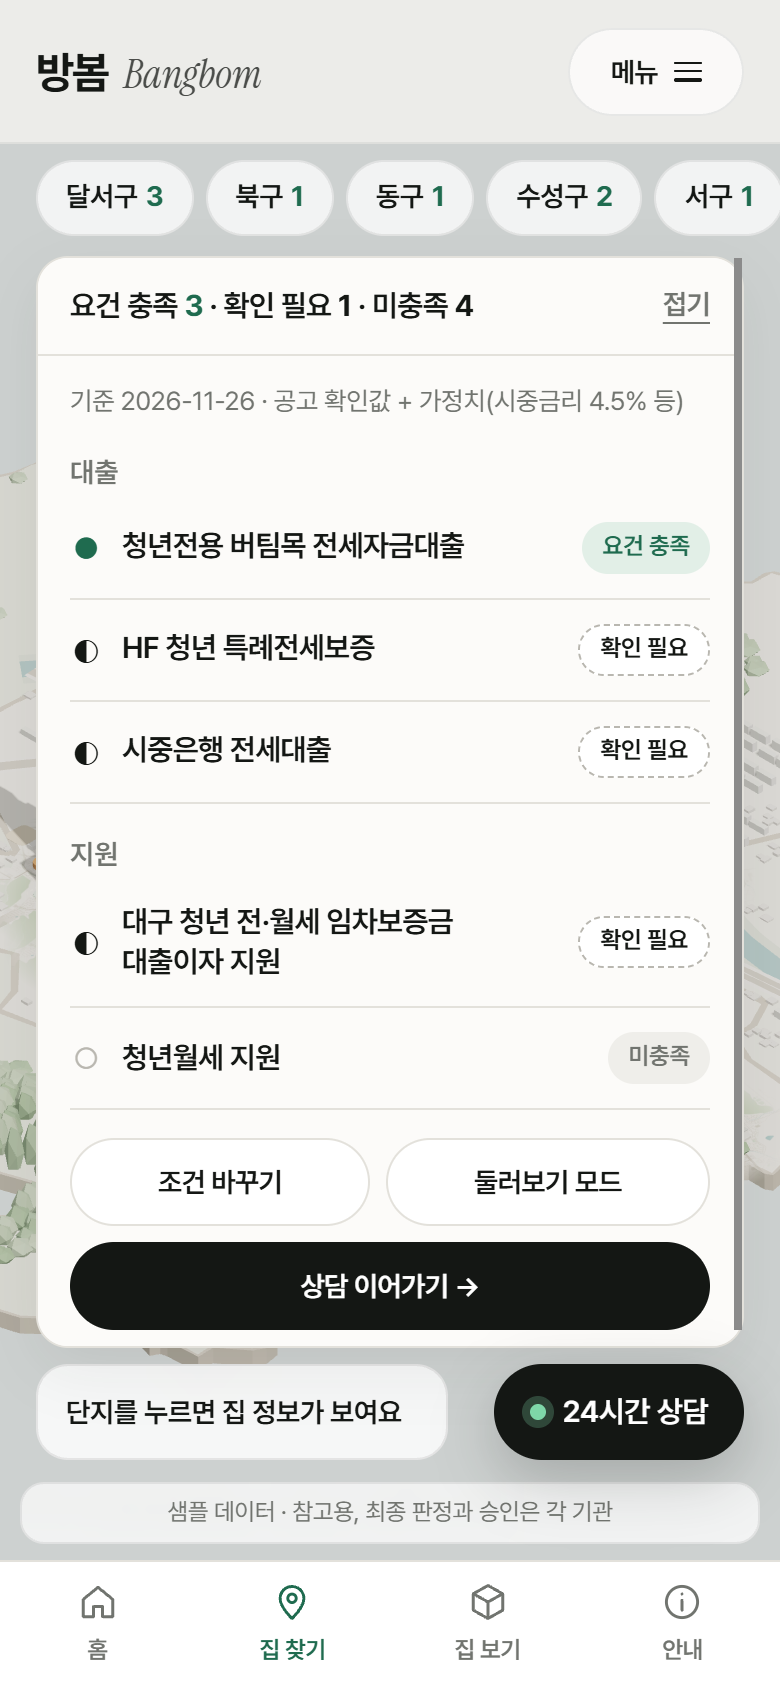 방봄 Bangbom
메뉴
달서구 3
북구 1
동구 1
수성구 2
서구 1
요건 충족 3 · 확인 필요 1 · 미충족 4
접기
기준 2026-11-26 · 공고 확인값 + 가정치(시중금리 4.5% 등)
대출
청년전용 버팀목 전세자금대출
요건 충족
HF 청년 특례전세보증
확인 필요
시중은행 전세대출
확인 필요
지원
대구 청년 전·월세 임차보증금
대출이자 지원
확인 필요
청년월세 지원
미충족
조건 바꾸기
둘러보기 모드
상담 이어가기 →
단지를 누르면 집 정보가 보여요
24시간 상담
샘플 데이터 · 참고용, 최종 판정과 승인은 각 기관
홈
집 찾기
집 보기
안내